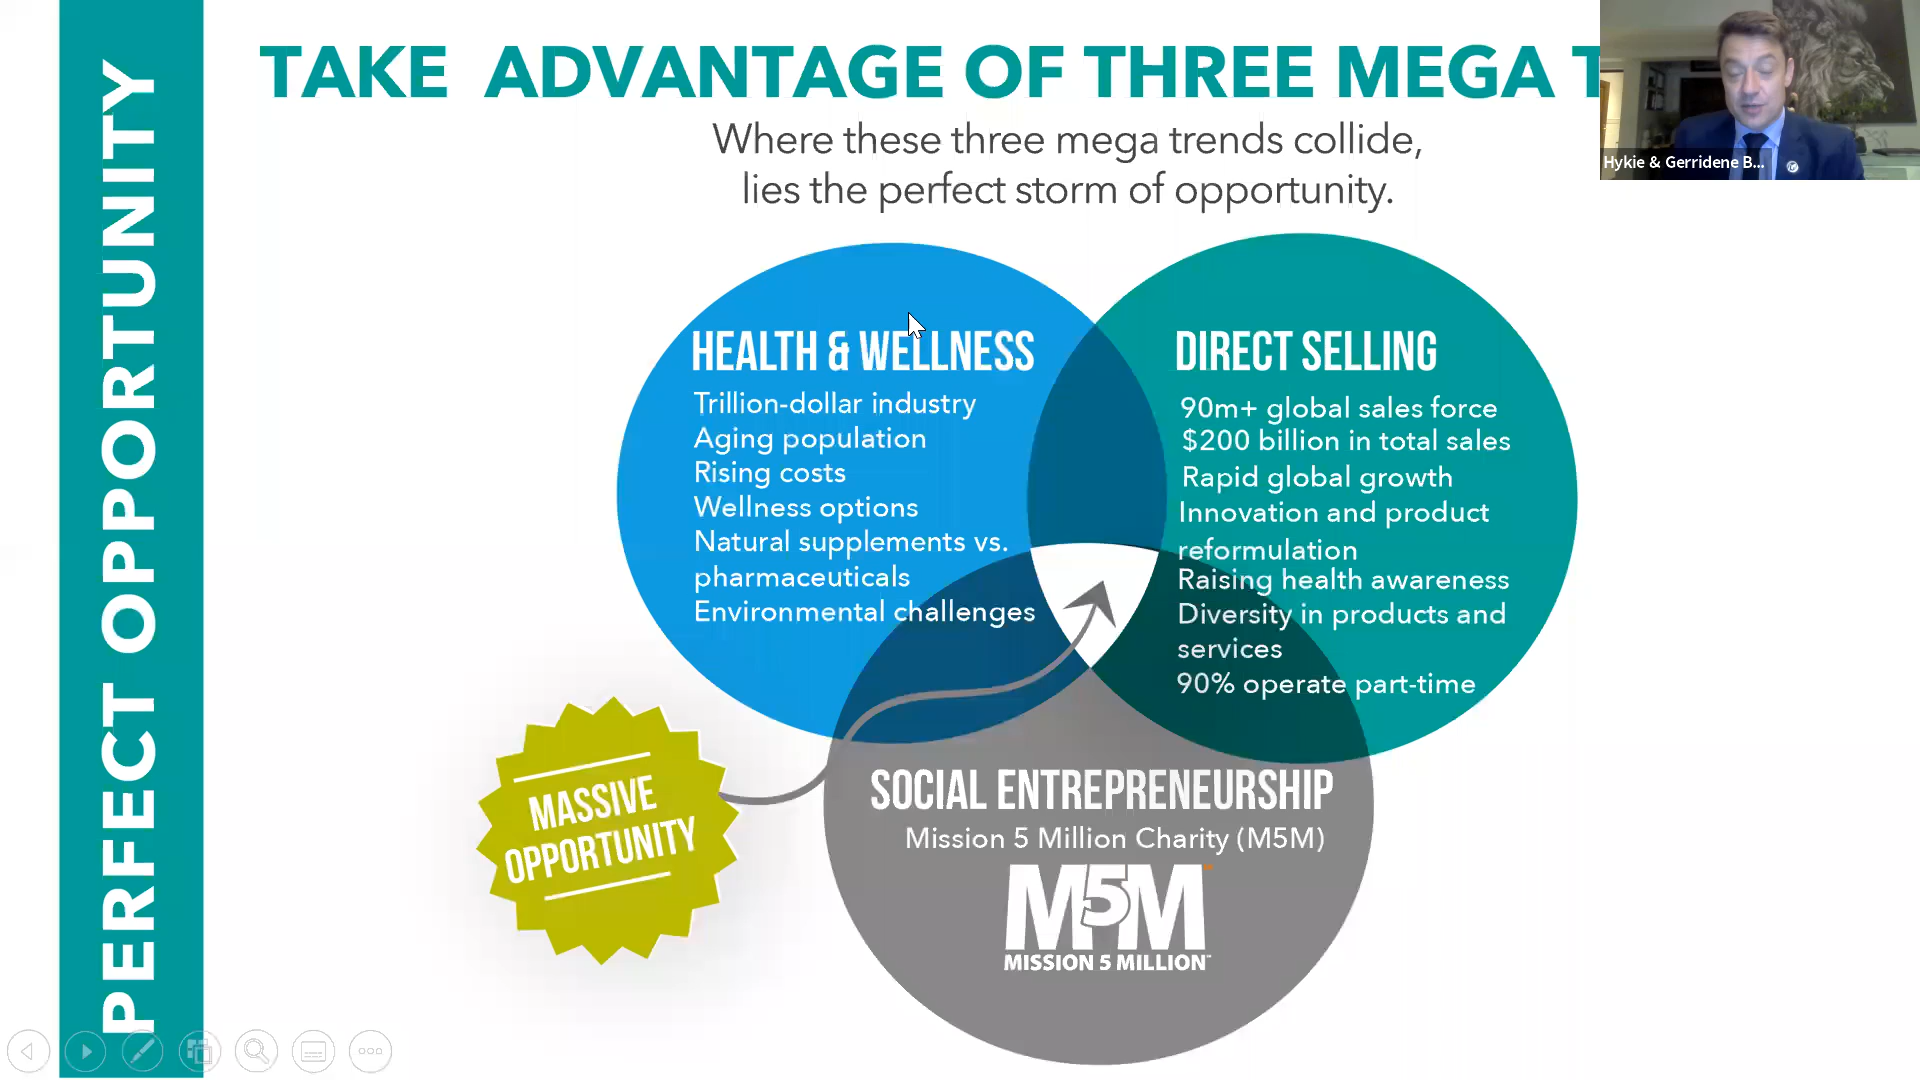 PERFECT OPPORTUNITY
TAKE ADVANTAGE OF THREE MEGA T
Where these three mega trends collide,
lies the perfect storm of opportunity.
Hykie & Gerridene B...
HEALTH & WELLNESS
Trillion-dollar industry
Aging population
Rising costs
Wellness options
Natural supplements vs.
pharmaceuticals
Environmental challenges
DIRECT SELLING
90m+ global sales force
$200 billion in total sales
Rapid global growth
Innovation and product
reformulation
Raising health awareness
Diversity in products and
services
90% operate part-time
MASSIVE
OPPORTUNITY
SOCIAL ENTREPRENEURSHIP
Mission 5 Million Charity (M5M)
M5M
MISSION 5 MILLION